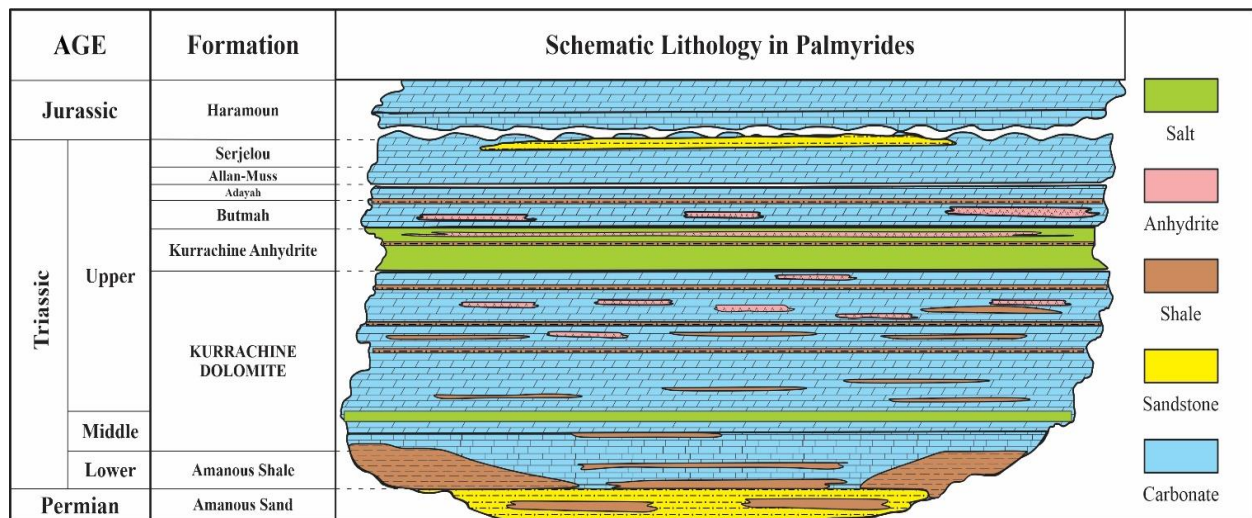 AGE
Formation
Schematic Lithology in Palmyrides
Jurassic
Haramoun
Triassic
Upper
Serjelou
Allan-Muss
Adayah
Butmah
Kurrachine Anhydrite
KURRACHINE
DOLOMITE
Middle
Lower
Amanous Shale
Permian
Amanous Sand
Salt
Anhydrite
Shale
Sandstone
Carbonate